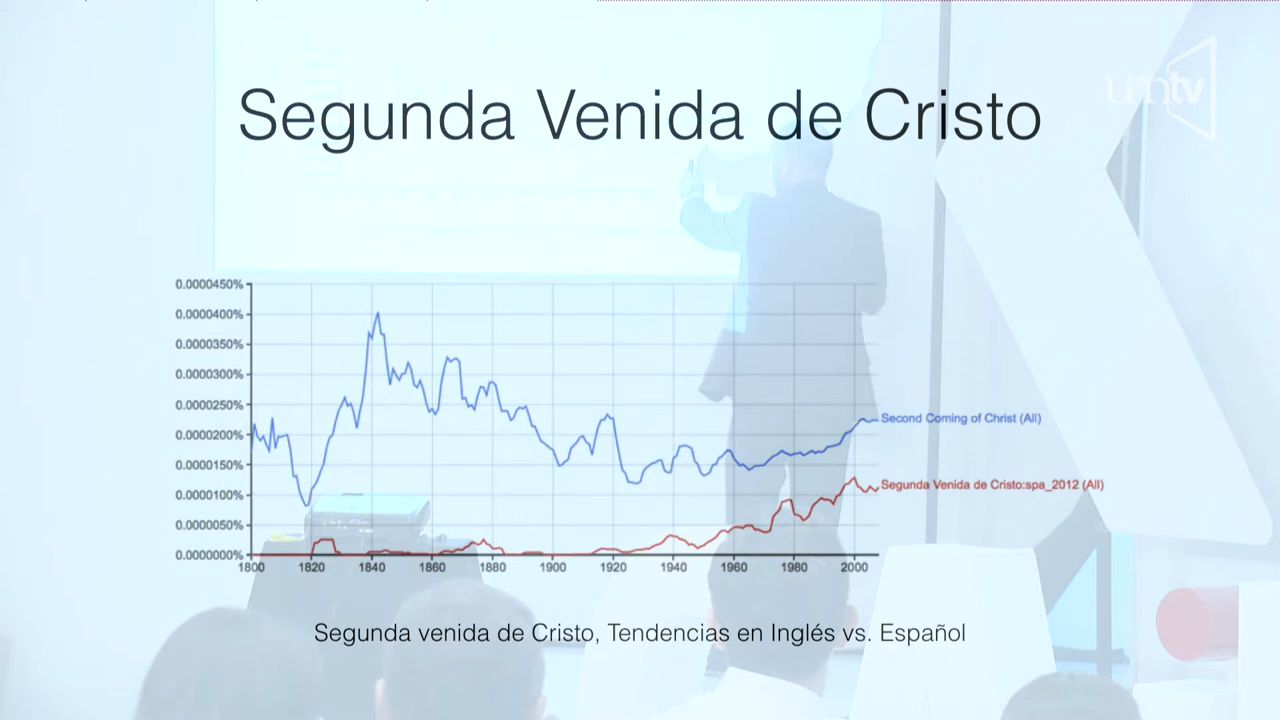 Segunda Venida de Cristo
umtv
0.0000450%
0.0000400%
0.0000350%
0.0000300%
0.0000250%
0.0000200%
0.0000150%
0.0000100%
0.0000050%
0.0000000%
1800 1820 1840 1860 1880 1900 1920 1940 1960 1980 2000
Second Coming of Christ (All)
Segunda Venida de Cristo:spa_2012 (All)
Segunda venida de Cristo, Tendencias en Inglés vs. Español